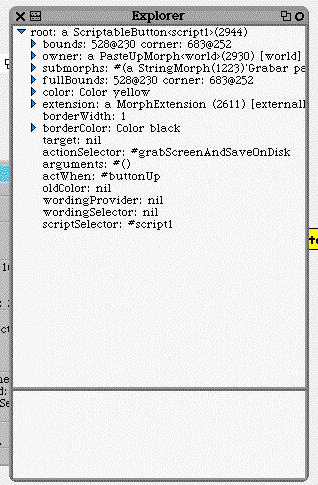 Explorer
root: a ScriptableButton<script1>(2944)
bounds: 528@230 corner: 683@252
owner: a PasteUpMorph<world>(2930) [world]
submorphs: #(a StringMorph(1223)'Grabar pa
fullBounds: 528@230 corner: 683@252
color: Color yellow
extension: a MorphExtension (2611) [external
borderWidth: 1
borderColor: Color black
target: nil
actionSelector: #grabScreenAndSaveOnDisk
arguments: #()
actWhen: #buttonUp
oldColor: nil
wordingProvider: nil
wordingSelector: nil
scriptSelector: #script1